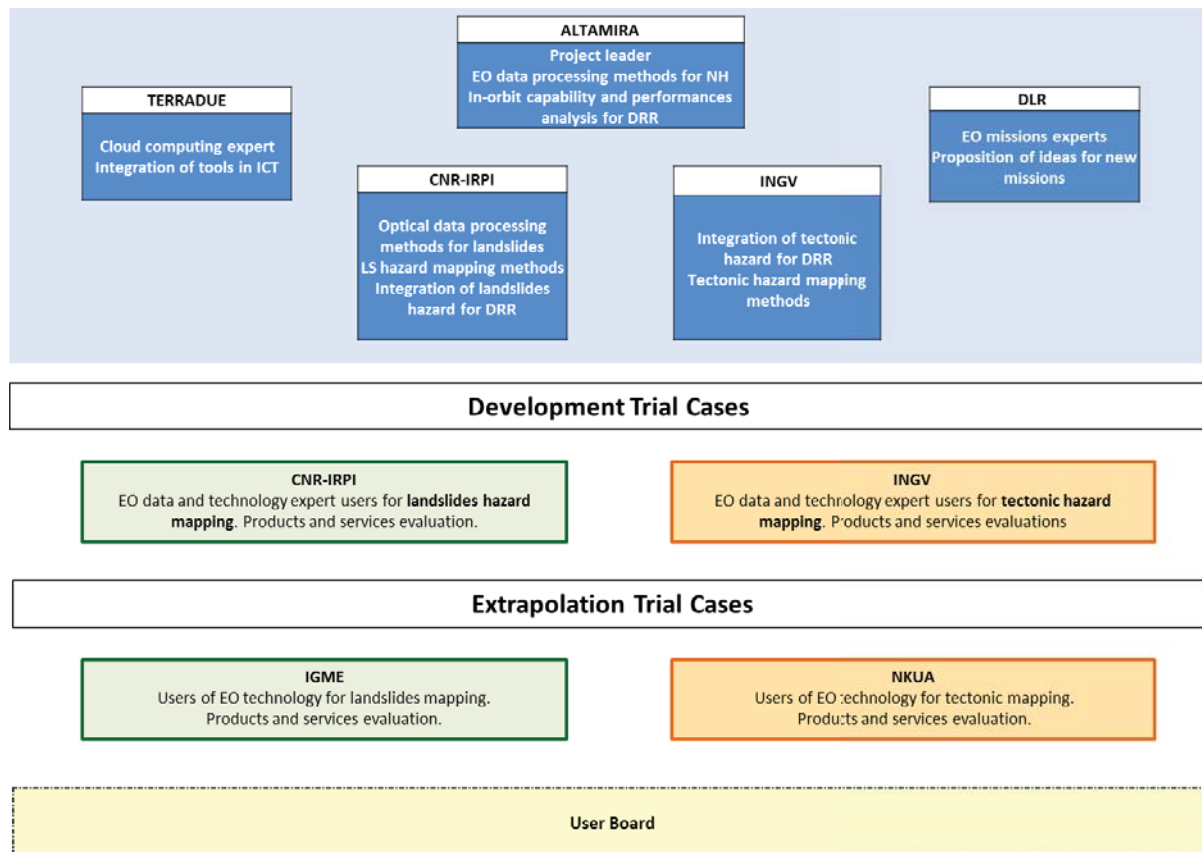 ALTAMIRA
Project leader
EO data processing methods for NH
In-orbit capability and performances
analysis for DRR
TERRADUE
Cloud computing expert
Integration of tools in ICT
DLR
EO missions experts
Proposition of ideas for new
missions
CNR-IRPI
Optical data processing
methods for landslides
LS hazard mapping methods
Integration of landslides
hazard for DRR
INGV
Integration of tectonic
hazard for DRR
Tectonic hazard mapping
methods
Development Trial Cases
CNR-IRPI
EO data and technology expert users for landslides hazard
mapping. Products and services evaluation.
INGV
EO data and technology expert users for tectonic hazard
mapping. Products and services evaluations
Extrapolation Trial Cases
IGME
Users of EO technology for landslides mapping.
Products and services evaluation.
NKUA
Users of EO technology for tectonic mapping.
Products and services evaluation.
User Board